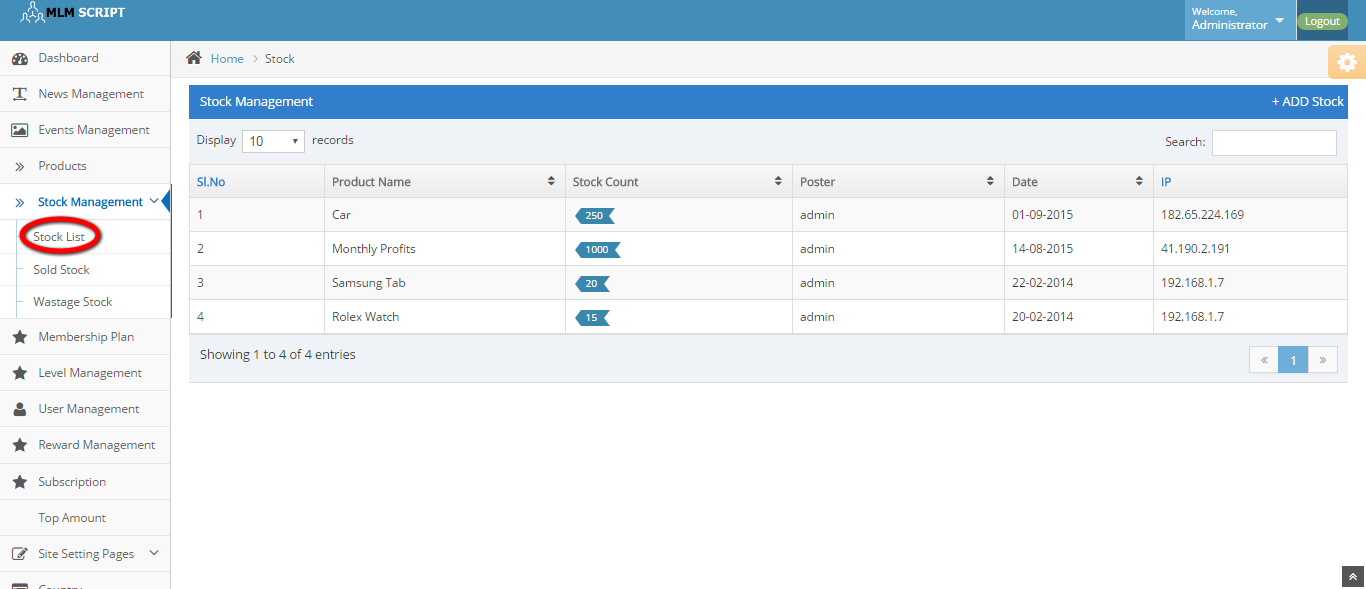 MLM SCRIPT
Welcome,
Administrator
Logout
Dashboard
News Management
Events Management
Products
Stock Management
Stock List
Sold Stock
Wastage Stock
Membership Plan
Level Management
User Management
Reward Management
Subscription
Top Amount
Site Setting Pages
Home > Stock
Stock Management + ADD Stock
Display 10 records Search:
Sl.No Product Name Stock Count Poster Date IP
1 Car 250 admin 01-09-2015 182.65.224.169
2 Monthly Profits 1000 admin 14-08-2015 41.190.2.191
3 Samsung Tab 20 admin 22-02-2014 192.168.1.7
4 Rolex Watch 15 admin 20-02-2014 192.168.1.7
Showing 1 to 4 of 4 entries « 1 »